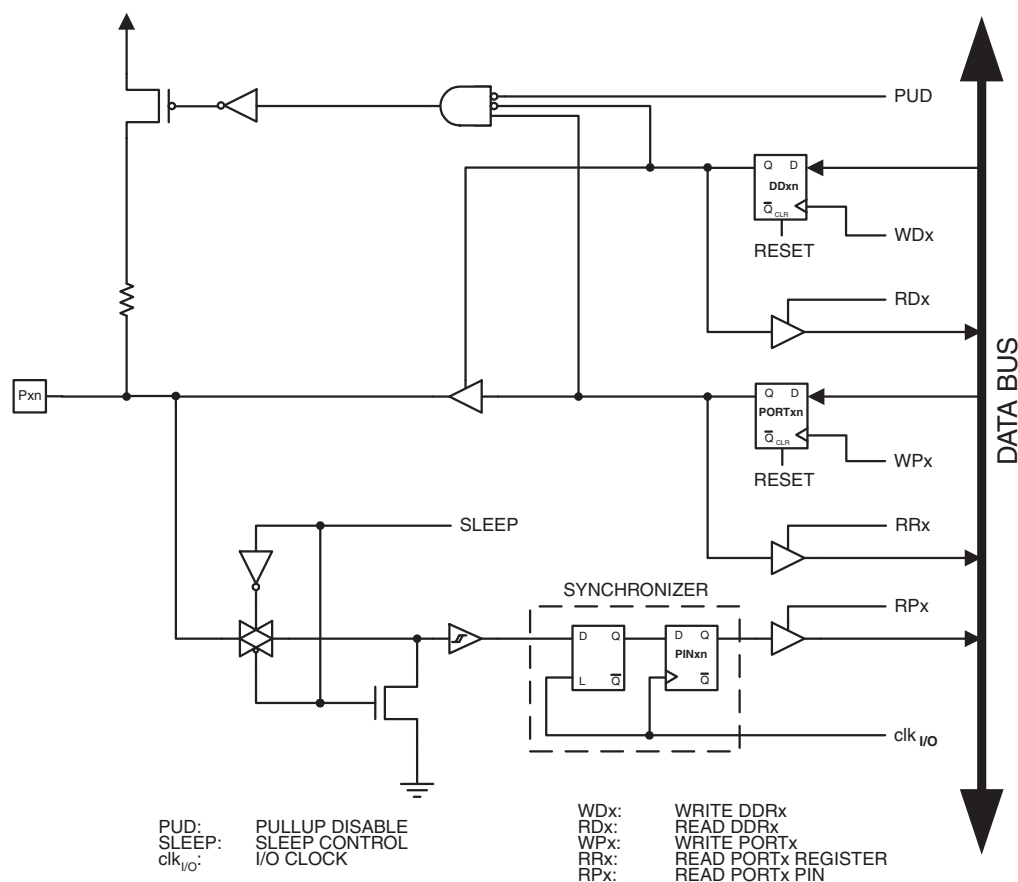 PUD
Q D
DDxn
Q CLR
WDx
RESET
RDx
Pxn
Q D
PORTxn
Q CLR
WPx
RESET
DATA BUS
SLEEP
RRx
SYNCHRONIZER
RPx
D Q
L Q
D Q
PINxn
Q
clk I/O
PUD: PULLUP DISABLE
SLEEP: SLEEP CONTROL
clkI/O: I/O CLOCK
WDx: WRITE DDRx
RDx: READ DDRx
WPx: WRITE PORTx
RRx: READ PORTx REGISTER
RPx: READ PORTx PIN